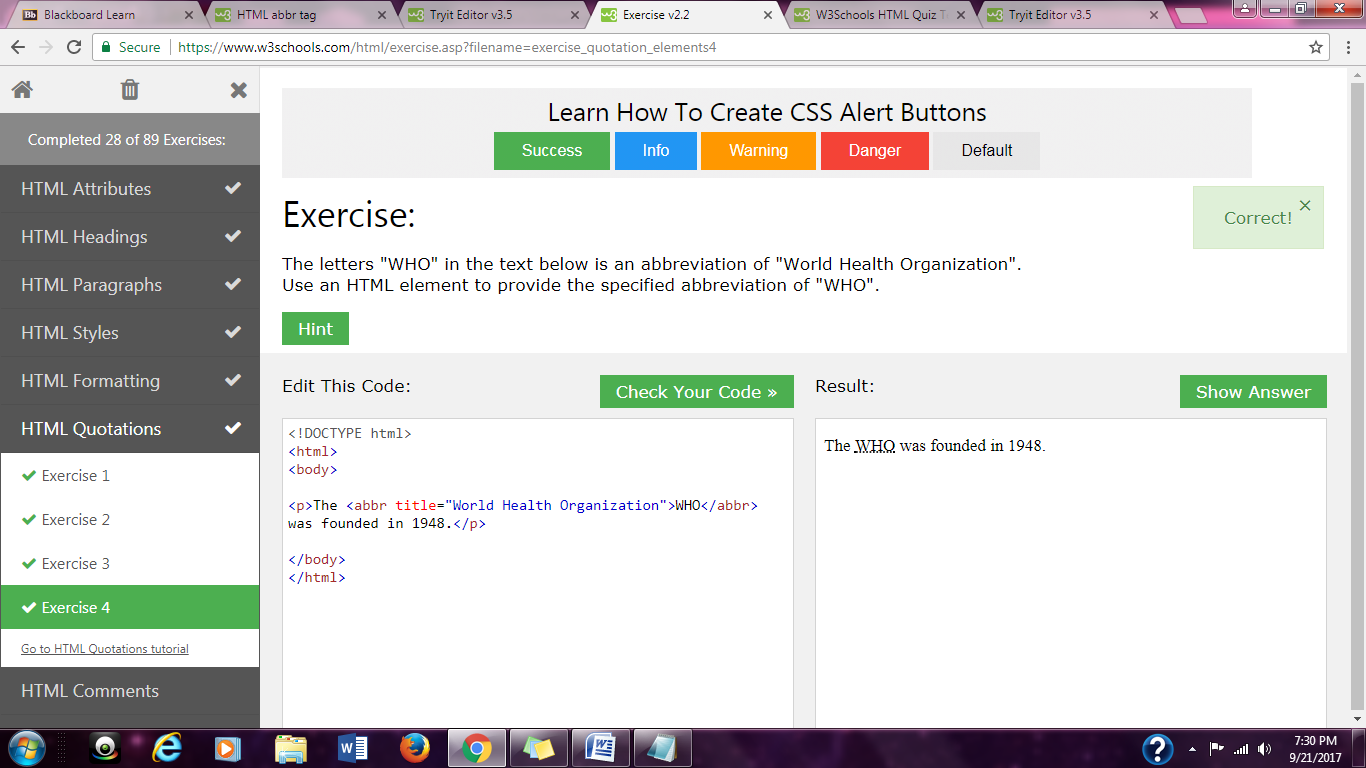 Blackboard Learn
HTML abbr tag
Tryit Editor v3.5
Exercise v2.2
W3Schools HTML Quiz T
Tryit Editor v3.5
Secure
https://www.w3schools.com/html/exercise.asp?filename=exercise_quotation_elements4
Completed 28 of 89 Exercises:
HTML Attributes
HTML Headings
HTML Paragraphs
HTML Styles
HTML Formatting
HTML Quotations
Exercise 1
Exercise 2
Exercise 3
Exercise 4
Go to HTML Quotations tutorial
HTML Comments
Learn How To Create CSS Alert Buttons
Success Info Warning Danger Default
Exercise:
Correct!
The letters "WHO" in the text below is an abbreviation of "World Health Organization".
Use an HTML element to provide the specified abbreviation of "WHO".
Hint
Edit This Code:
Check Your Code »
<!DOCTYPE html>
<html>
<body>
<p>The <abbr title="World Health Organization">WHO</abbr>
was founded in 1948.</p>
</body>
</html>
Result:
Show Answer
The WHO was founded in 1948.
7:30 PM
9/21/2017